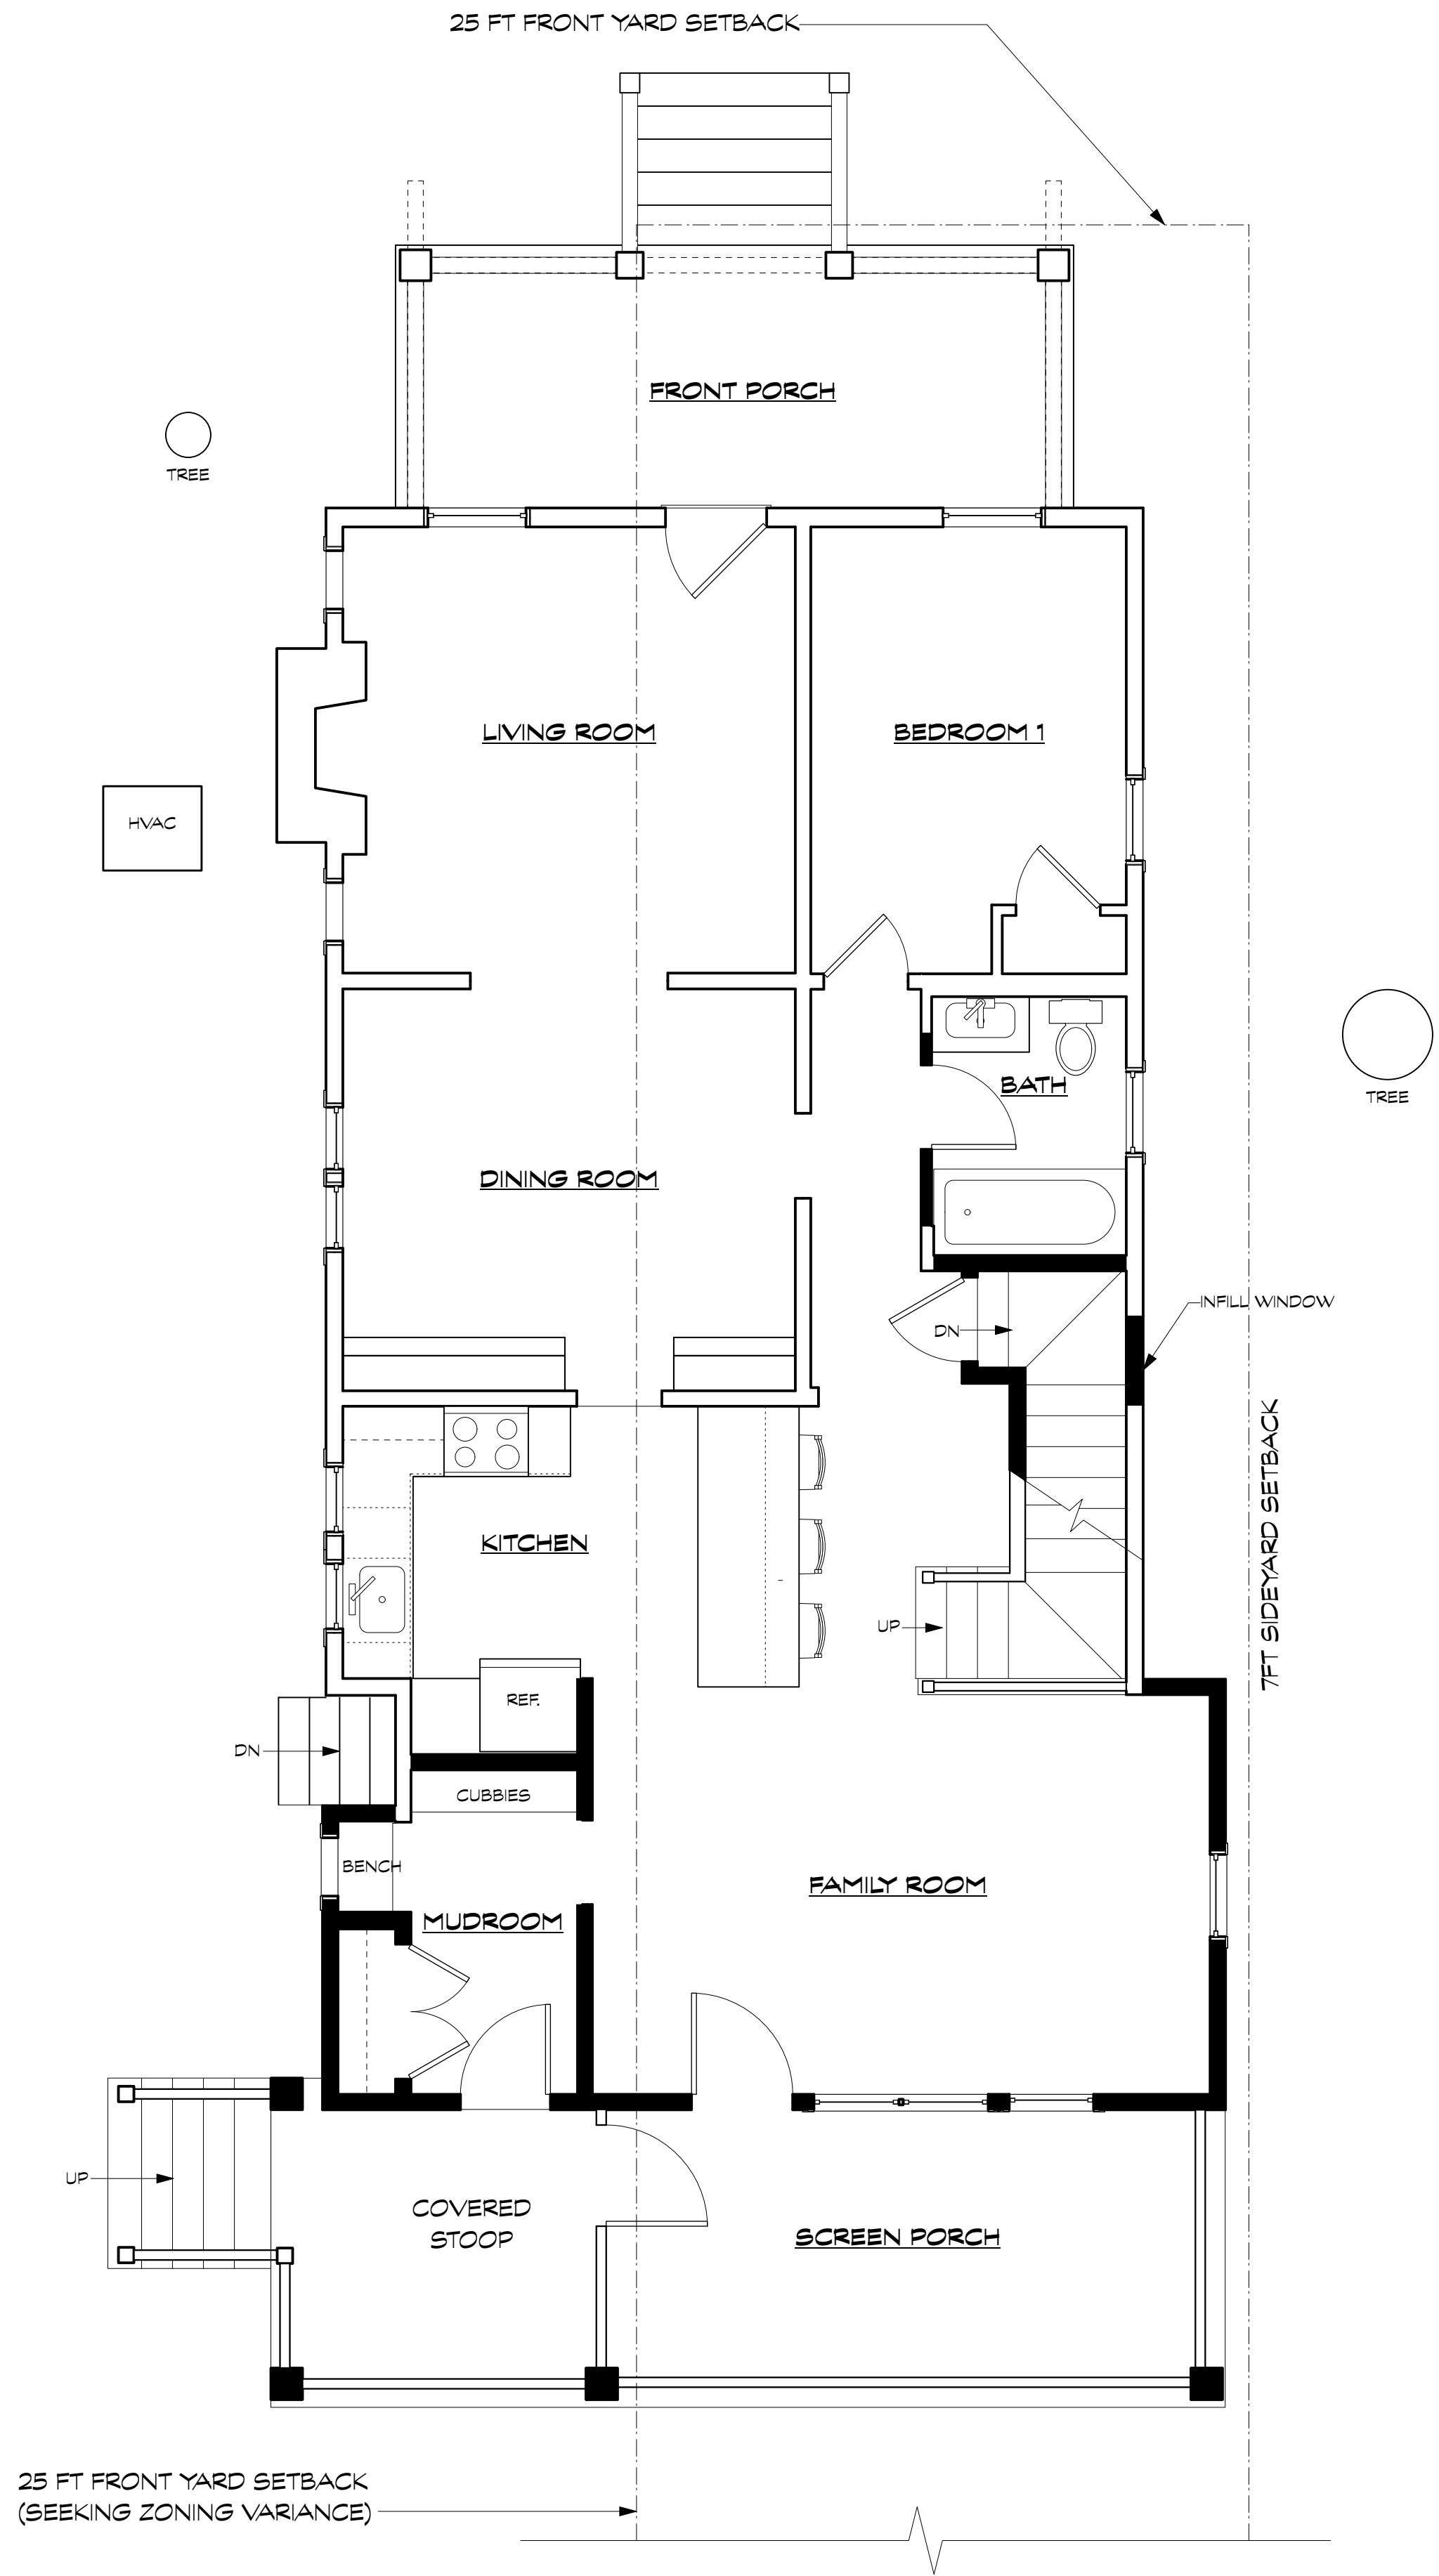 25 FT FRONT YARD SETBACK
FRONT PORCH
TREE
LIVING ROOM
BEDROOM 1
HVAC
BATH
TREE
DINING ROOM
INFILL WINDOW
DN
7FT SIDEYARD SETBACK
KITCHEN
UP
REF.
DN
CUBBIES
BENCH
FAMILY ROOM
MUDROOM
UP
COVERED
STOOP
SCREEN PORCH
25 FT FRONT YARD SETBACK
(SEEKING ZONING VARIANCE)